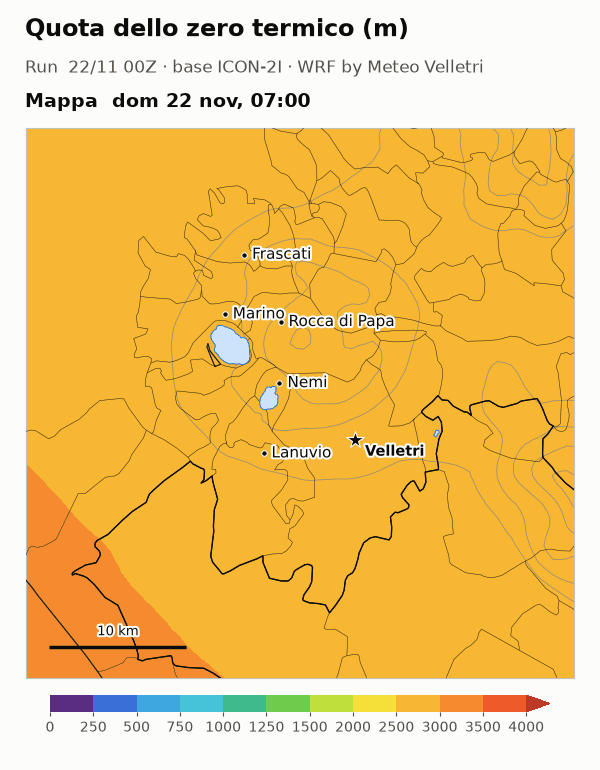 Quota dello zero termico (m)
Run  22/11 00Z · base ICON-2I · WRF by Meteo Velletri
Mappa  dom 22 nov, 07:00
Frascati
Marino
Rocca di Papa
Nemi
Velletri
Lanuvio
10 km
0 250 500 750 1000 1250 1500 2000 2500 3000 3500 4000